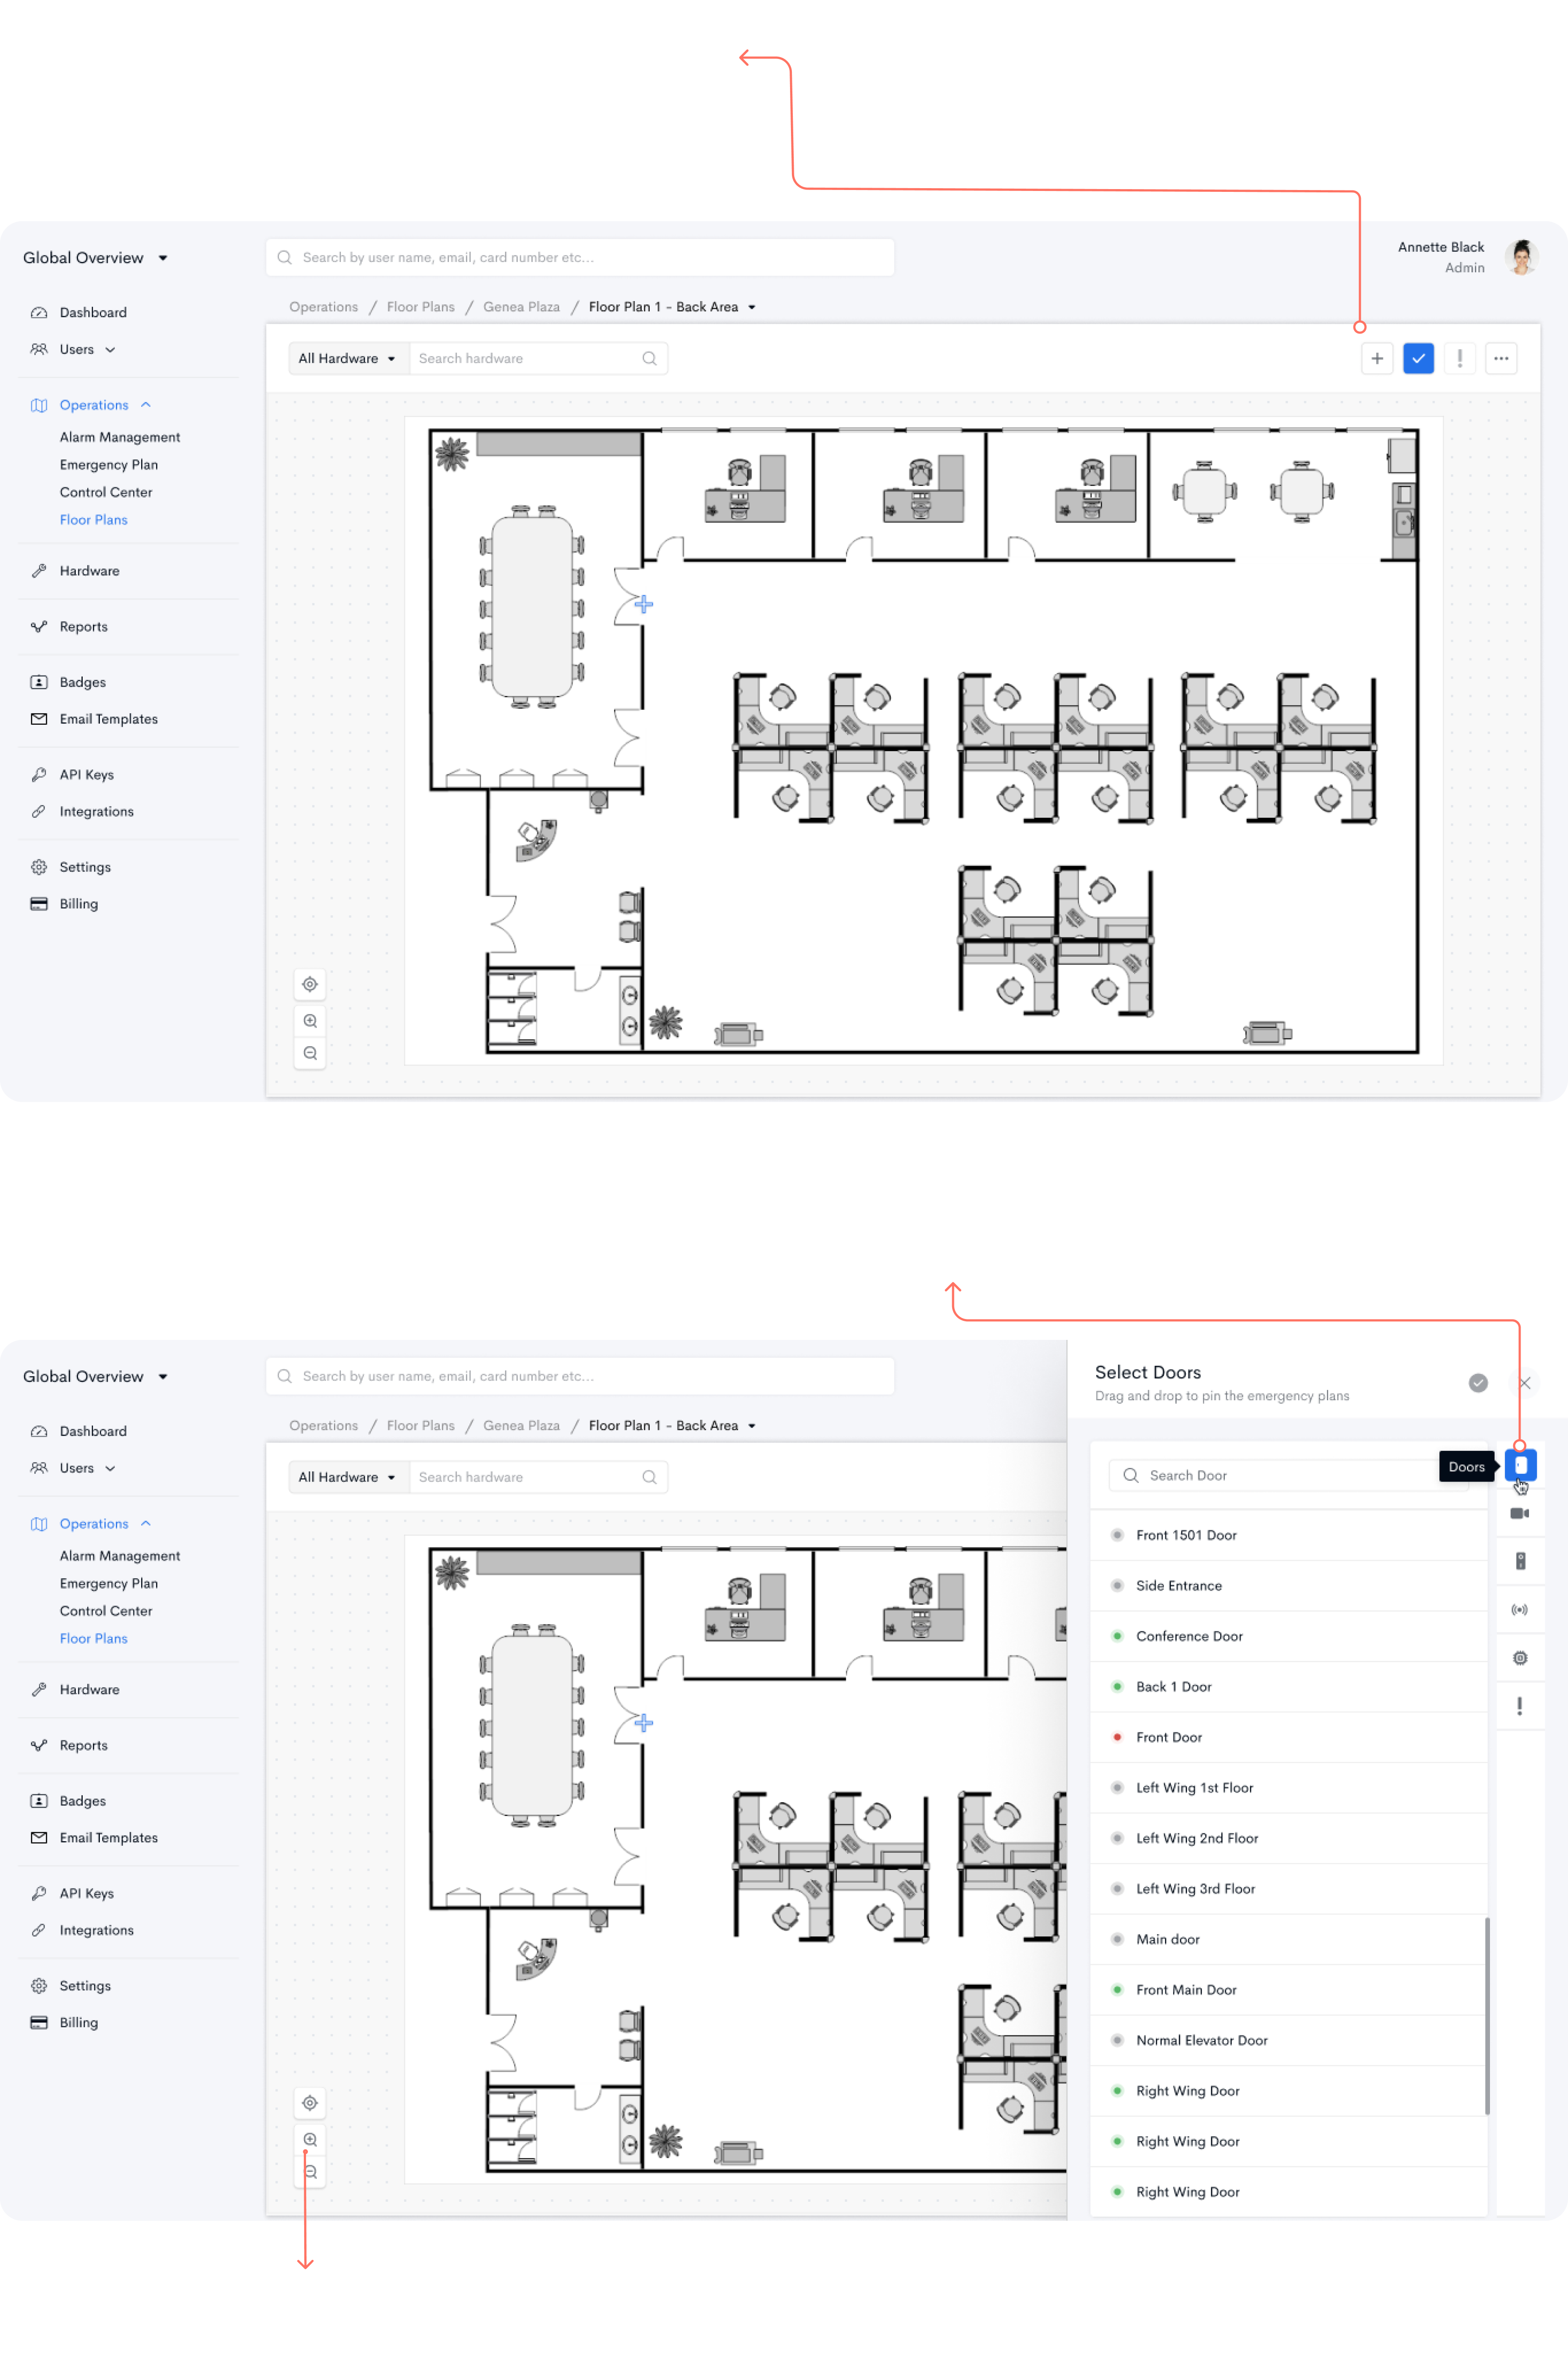 Global Overview
Search by user name, email, card number etc...
Annette Black
Admin
Dashboard
Users
Operations
Alarm Management
Emergency Plan
Control Center
Floor Plans
Hardware
Reports
Badges
Email Templates
API Keys
Integrations
Settings
Billing
Operations / Floor Plans / Genea Plaza / Floor Plan 1 - Back Area
All Hardware
Search hardware
Global Overview
Search by user name, email, card number etc...
Dashboard
Users
Operations
Alarm Management
Emergency Plan
Control Center
Floor Plans
Hardware
Reports
Badges
Email Templates
API Keys
Integrations
Settings
Billing
Operations / Floor Plans / Genea Plaza / Floor Plan 1 - Back Area
All Hardware
Search hardware
Select Doors
Drag and drop to pin the emergency plans
Search Door
Doors
Front 1501 Door
Side Entrance
Conference Door
Back 1 Door
Front Door
Left Wing 1st Floor
Left Wing 2nd Floor
Left Wing 3rd Floor
Main door
Front Main Door
Normal Elevator Door
Right Wing Door
Right Wing Door
Right Wing Door